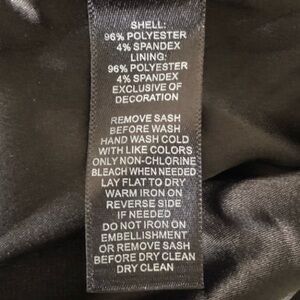 SHELL:
96% POLYESTER
4% SPANDEX
LINING:
96% POLYESTER
4% SPANDEX
EXCLUSIVE OF
DECORATION
REMOVE SASH
BEFORE WASH
HAND WASH COLD
WITH LIKE COLORS
ONLY NON-CHLORINE
BLEACH WHEN NEEDED
LAY FLAT TO DRY
WARM IRON ON
REVERSE SIDE
IF NEEDED
DO NOT IRON ON
EMBELLISHMENT
OR REMOVE SASH
BEFORE DRY CLEAN
DRY CLEAN